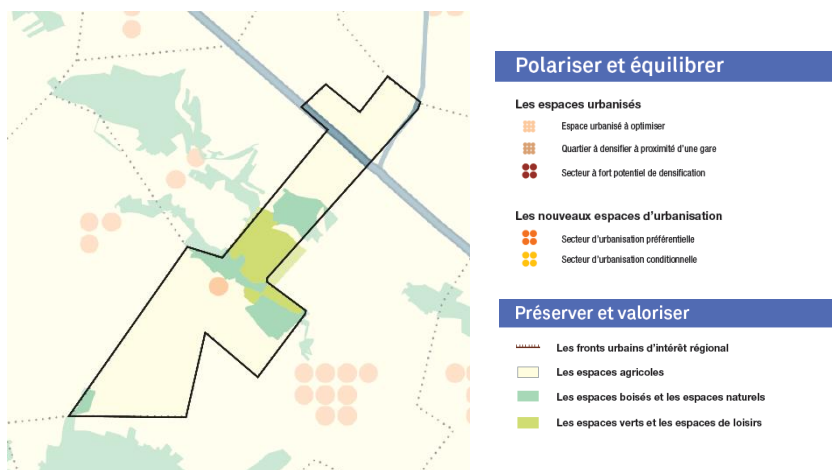 Polariser et équilibrer
Les espaces urbanisés
Espace urbanisé à optimiser
Quartier à densifier à proximité d'une gare
Secteur à fort potentiel de densification
Les nouveaux espaces d'urbanisation
Secteur d'urbanisation préférentielle
Secteur d'urbanisation conditionnelle
Préserver et valoriser
Les fronts urbains d'intérêt régional
Les espaces agricoles
Les espaces boisés et les espaces naturels
Les espaces verts et les espaces de loisirs